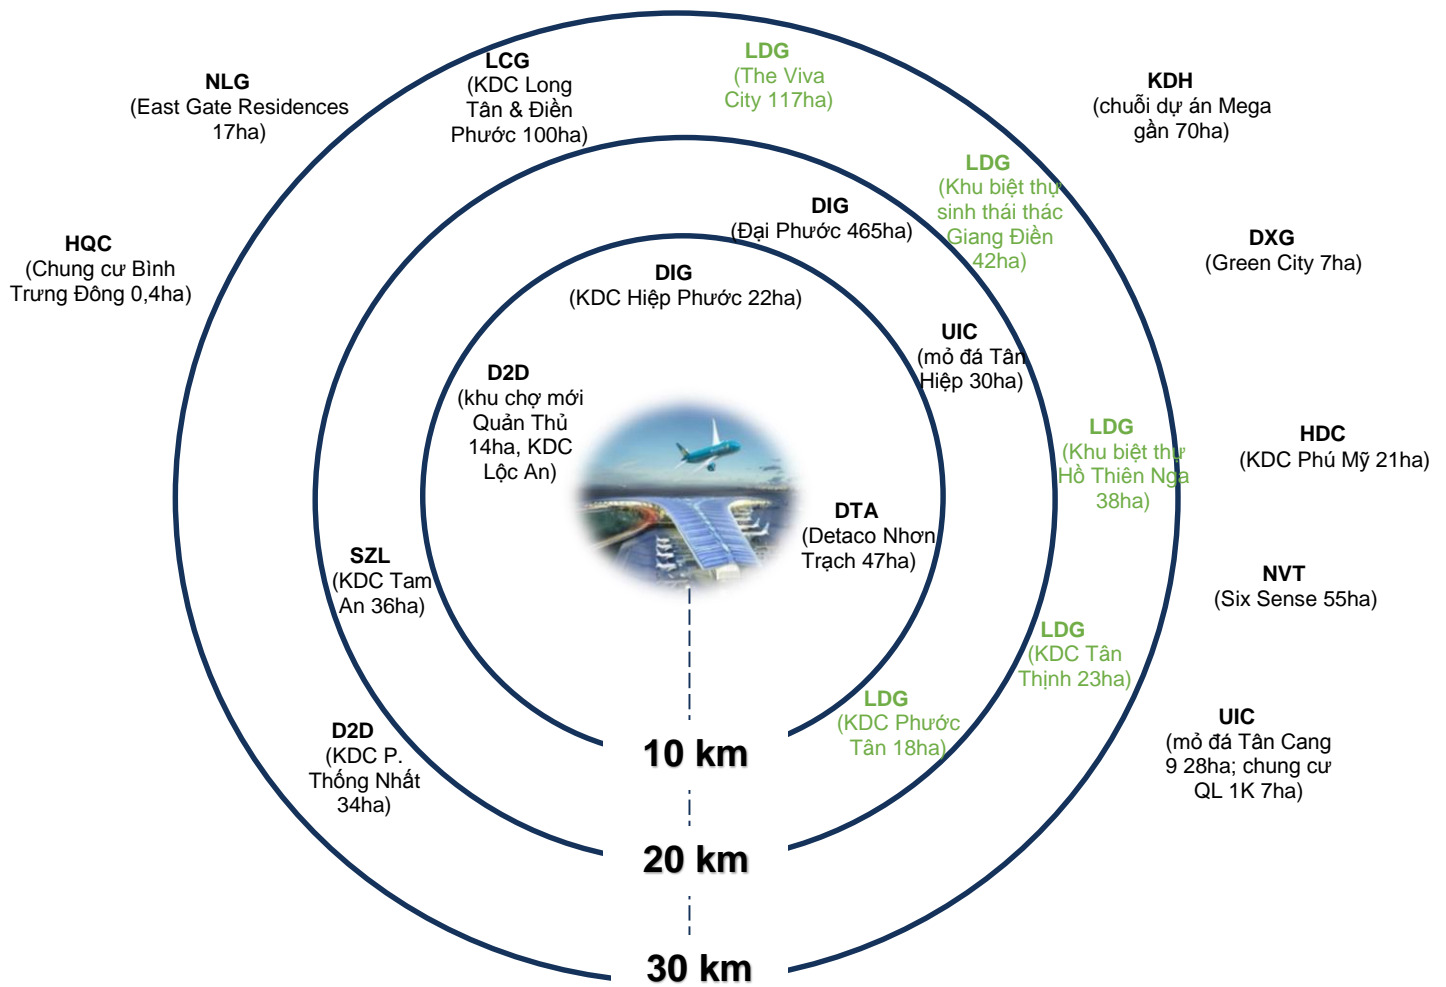 LDG
(The Viva
City 117ha)
LCG
(KDC Long
Tân & Điền
Phước 100ha)
NLG
(East Gate Residences
17ha)
KDH
(chuỗi dự án Mega
gần 70ha)
LDG
(Khu biệt thự
sinh thái thác
Giang Điền
42ha)
DIG
(Đại Phước 465ha)
HQC
(Chung cư Bình
Trưng Đông 0,4ha)
DXG
(Green City 7ha)
DIG
(KDC Hiệp Phước 22ha)
UIC
(mỏ đá Tân
Hiệp 30ha)
D2D
(khu chợ mới
Quản Thủ
14ha, KDC
Lộc An)
LDG
(Khu biệt thự
Hồ Thiên Nga
38ha)
HDC
(KDC Phú Mỹ 21ha)
DTA
(Detaco Nhơn
Trạch 47ha)
SZL
(KDC Tam
An 36ha)
NVT
(Six Sense 55ha)
LDG
(KDC Tân
Thịnh 23ha)
LDG
(KDC Phước
Tân 18ha)
UIC
(mỏ đá Tân Cang
9 28ha; chung cư
QL 1K 7ha)
D2D
(KDC P.
Thống Nhất
34ha)
10 km
20 km
30 km